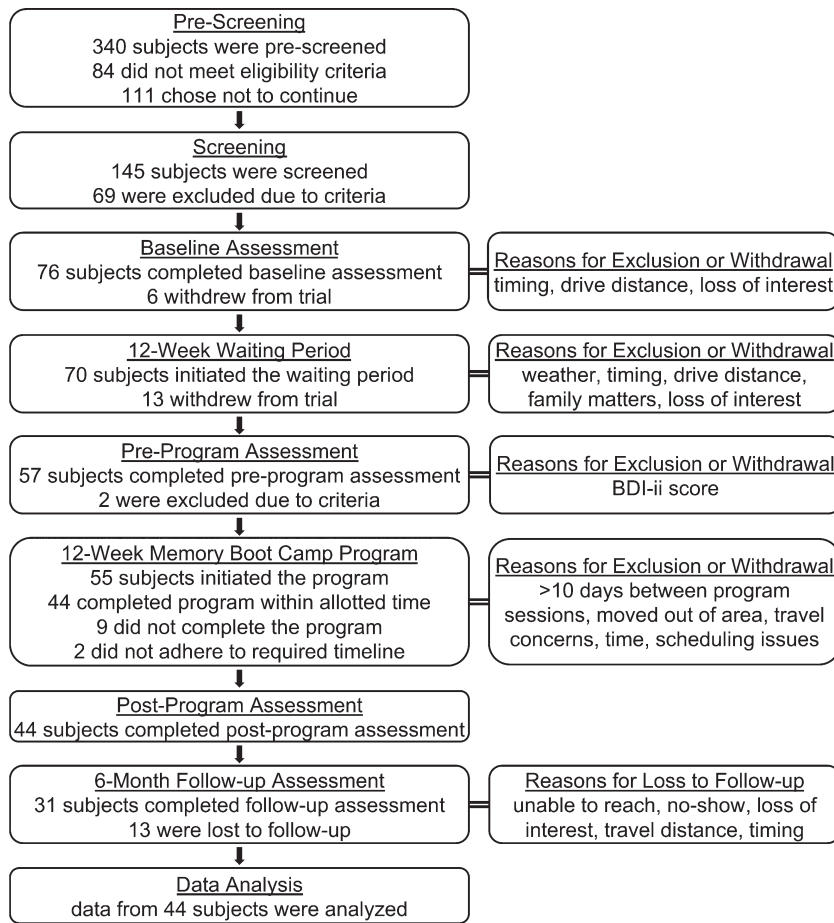 Pre-Screening
340 subjects were pre-screened
84 did not meet eligibility criteria
111 chose not to continue
Screening
145 subjects were screened
69 were excluded due to criteria
Baseline Assessment
76 subjects completed baseline assessment
6 withdrew from trial
Reasons for Exclusion or Withdrawal
timing, drive distance, loss of interest
12-Week Waiting Period
70 subjects initiated the waiting period
13 withdrew from trial
Reasons for Exclusion or Withdrawal
weather, timing, drive distance,
family matters, loss of interest
Pre-Program Assessment
57 subjects completed pre-program assessment
2 were excluded due to criteria
Reasons for Exclusion or Withdrawal
BDI-ii score
12-Week Memory Boot Camp Program
55 subjects initiated the program
44 completed program within allotted time
9 did not complete the program
2 did not adhere to required timeline
Reasons for Exclusion or Withdrawal
>10 days between program
sessions, moved out of area, travel
concerns, time, scheduling issues
Post-Program Assessment
44 subjects completed post-program assessment
6-Month Follow-up Assessment
31 subjects completed follow-up assessment
13 were lost to follow-up
Reasons for Loss to Follow-up
unable to reach, no-show, loss of
interest, travel distance, timing
Data Analysis
data from 44 subjects were analyzed